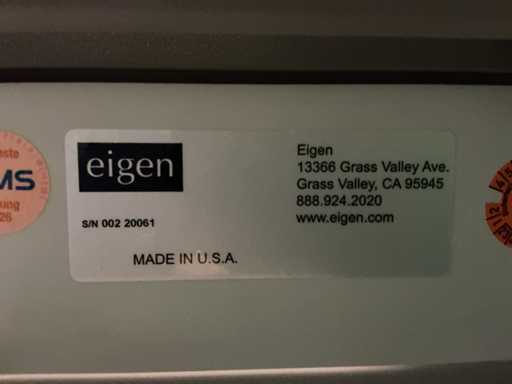 eigen
S/N 002 20061
MADE IN U.S.A.
Eigen
13366 Grass Valley Ave.
Grass Valley, CA 95945
888.924.2020
www.eigen.com
MS
26